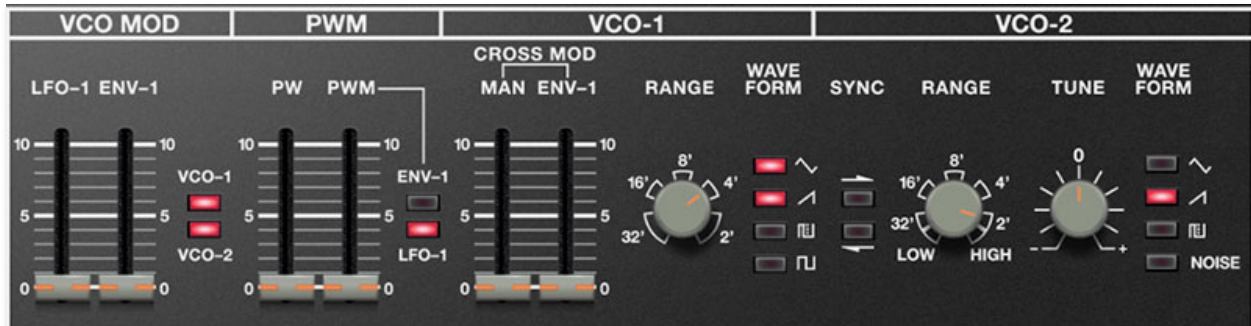 VCO MOD
PWM
VCO-1
VCO-2
LFO-1 ENV-1
10 10
5 5
0 0
VCO-1
VCO-2
PW PWM
10 10
5 5
0 0
ENV-1
LFO-1
CROSS MOD
MAN ENV-1
10 10
5 5
0 0
RANGE
8'
16' 4'
32' 2'
WAVE
FORM
SYNC
RANGE
8'
16' 4'
32' 2'
LOW HIGH
TUNE
0
- +
WAVE
FORM
NOISE